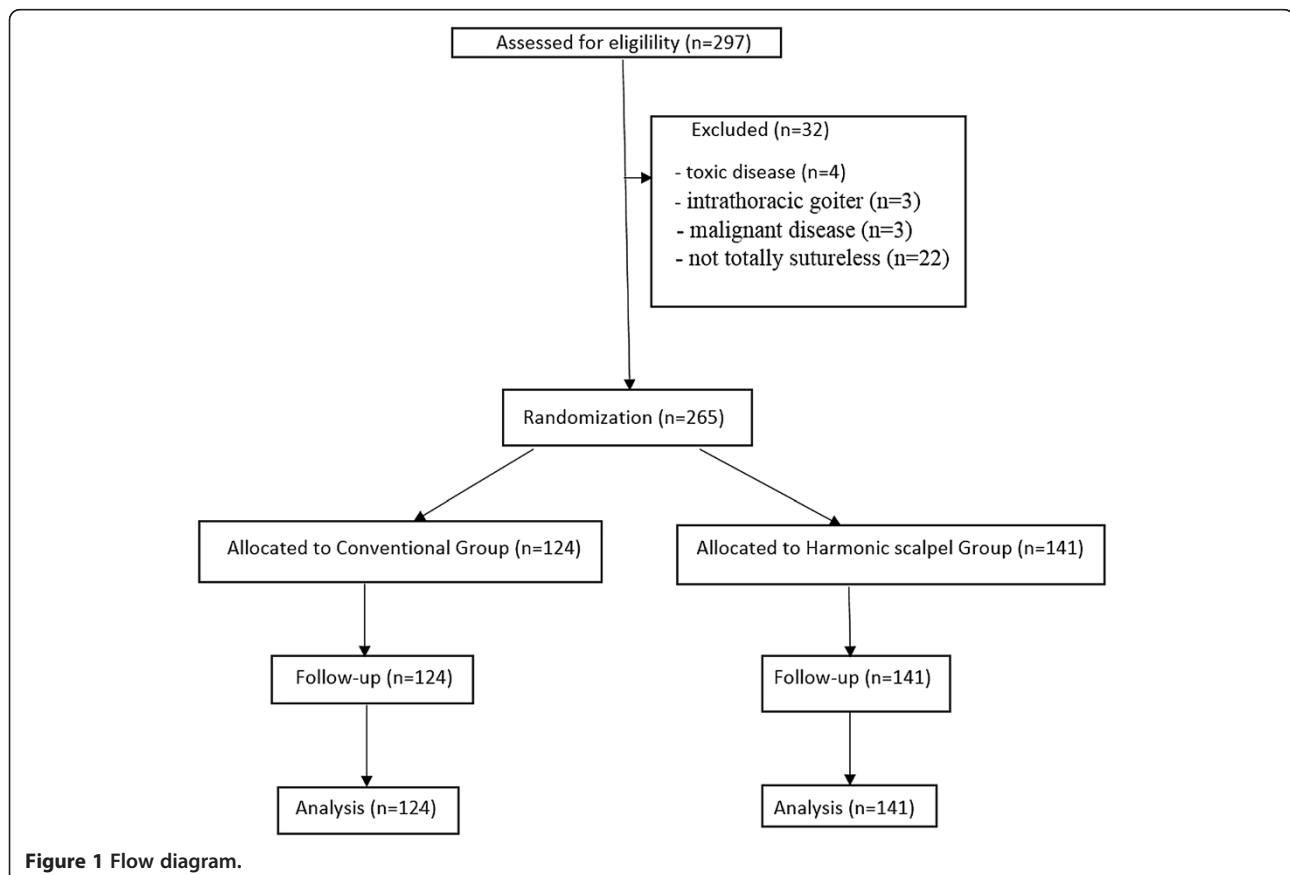 Assessed for eligilility (n=297)
Excluded (n=32)
- toxic disease (n=4)
- intrathoracic goiter (n=3)
- malignant disease (n=3)
- not totally sutureless (n=22)
Randomization (n=265)
Allocated to Conventional Group (n=124)
Allocated to Harmonic scalpel Group (n=141)
Follow-up (n=124)
Follow-up (n=141)
Analysis (n=124)
Analysis (n=141)
Figure 1 Flow diagram.